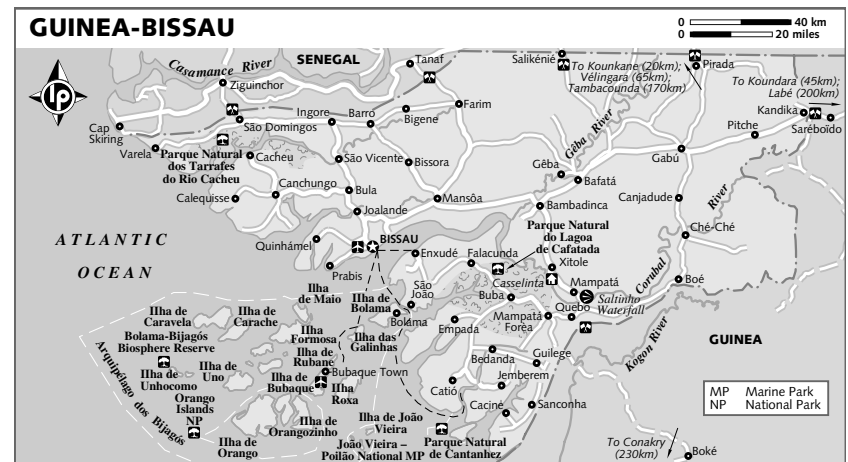 GUINEA-BISSAU
0 40 km
0 20 miles
SENEGAL
Casamance River
Tanaf
Salikénié
To Kounkane (20km);
Vélingara (65km);
Tambacounda (170km)
Pirada
To Koundara (45km);
Labé (200km)
Kandika
Saréboïdo
Pitche
lp
Ziguinchor
Cap
Skiring
Varela
São Domingos
Ingore
Barro
Bigene
Farim
Parque Natural
dos Tarrafes
do Rio Cacheu
Cacheu
São Vicente
Bissora
Gêba River
Gêba
Bafatá
Gabú
Calequisse
Canchungo
Bula
Joalande
Mansôa
Bambadinca
Canjadude
River
ATLANTIC
OCEAN
Quinhámel
BISSAU
Prabis
Enxudé
Falacunda
Parque Natural
do Lagoa
de Cafatada
Xitole
Ché-Ché
Corubal
Boé
Casselinta
Mampatá
Saltinho
Waterfall
Buba
Quebo
Mampatá
Forea
Ilha
de Maio
Ilha de
Bolama
São
João
Bolama
Empada
Ilha de
Caravela
Ilha de
Carache
Bolama-Bijagós
Biosphere Reserve
Ilha
Formosa
Ilha das
Galinhas
Ilha de
Rubane
Ilha de
Uno
Ilha de
Unhocomo
Ilha de
Bubaque
Bubaque Town
Ilha
Roxa
Arquipélago dos Bijagós
Orango
Islands
NP
Ilha de
Orango
Ilha de
Orangozinho
Ilha de João
Vieira
João Vieira –
Poilão National MP
Bedanda
Guilege
Jemberem
Catió
Caciné
Sanconha
Parque Natural
de Cantanhez
Kogon River
GUINEA
MP Marine Park
NP National Park
To Conakry
(230km)
Boké